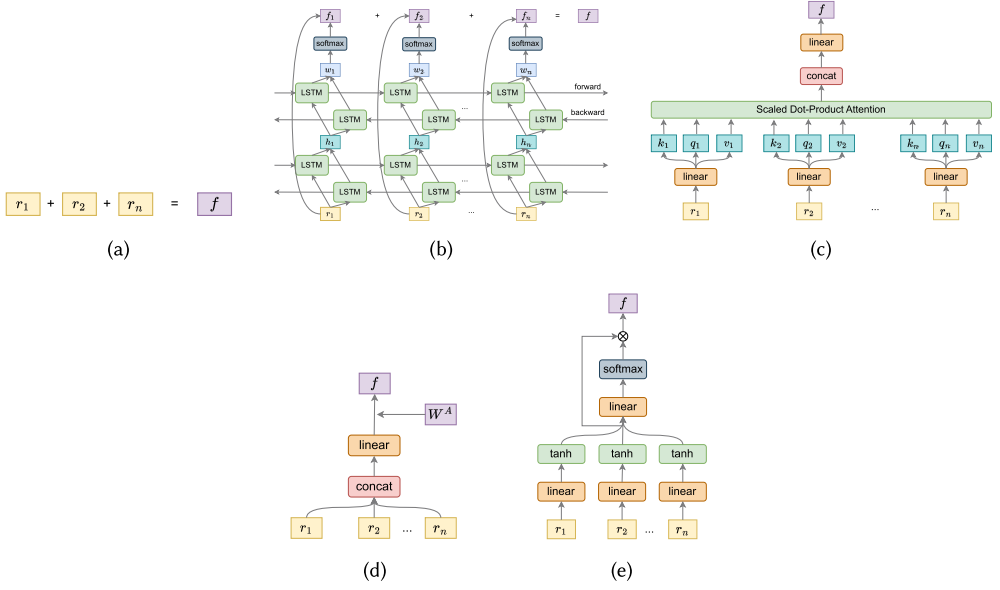 r1 + r2 + rn = f
(a)
f1 + f2 + fn = f
softmax softmax softmax
w1 w2 wn
LSTM LSTM LSTM forward
LSTM LSTM ... LSTM backward
h1 h2 hn
LSTM LSTM LSTM
LSTM LSTM ... LSTM
r1 r2 ... rn
(b)
f
linear
concat
Scaled Dot-Product Attention
k1 q1 v1 k2 q2 v2 kn qn vn
linear linear linear
r1 r2 ... rn
(c)
f
W^A
linear
concat
r1 r2 ... rn
(d)
f
⊗
softmax
linear
tanh tanh tanh
linear linear linear
r1 r2 ... rn
(e)